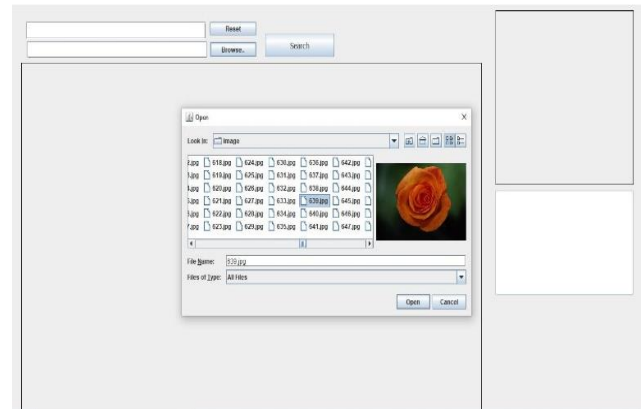 Reset
Browse..
Search
Open
X
Look In: image
2.jpg 618.jpg 624.jpg 630.jpg 636.jpg 642.jpg
619.jpg 625.jpg 631.jpg 637.jpg 643.jpg
620.jpg 626.jpg 632.jpg 638.jpg 644.jpg
621.jpg 627.jpg 633.jpg 639.jpg 645.jpg
622.jpg 628.jpg 634.jpg 640.jpg 646.jpg
623.jpg 629.jpg 635.jpg 641.jpg 647.jpg
File Name: 639.jpg
Files of Type: All Files
Open Cancel